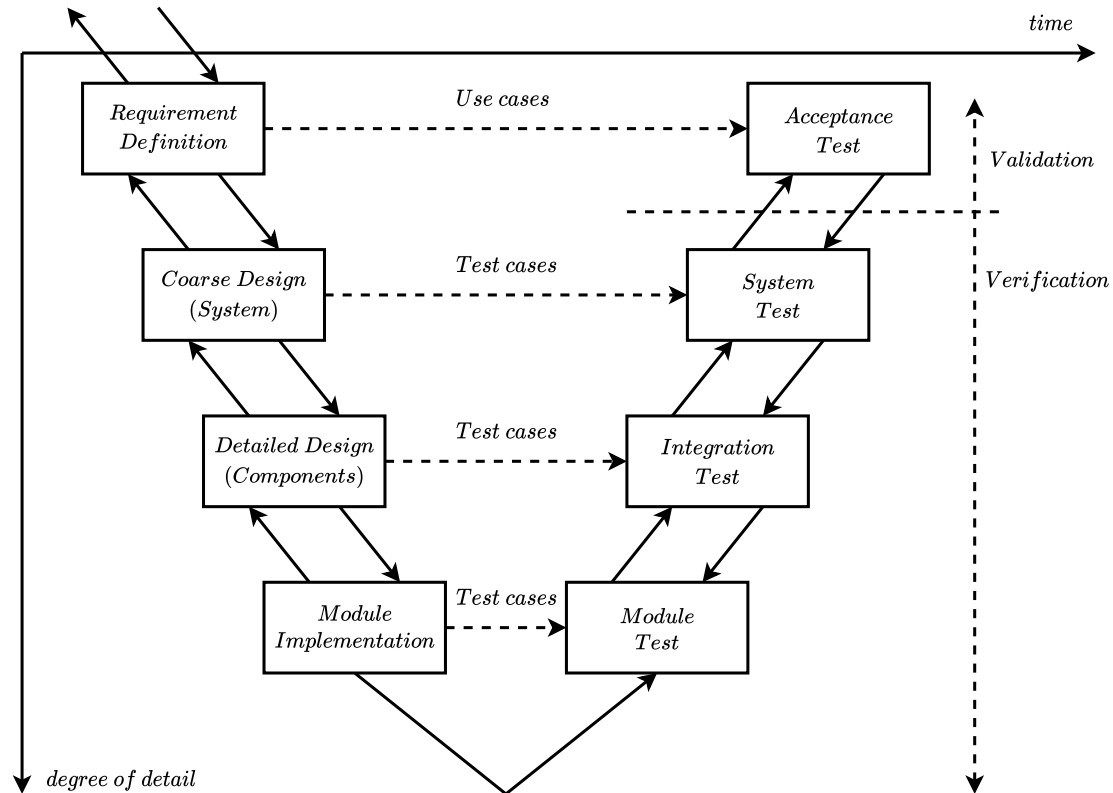 time
Requirement
Definition
Use cases
Acceptance
Test
Validation
Coarse Design
(System)
Test cases
System
Test
Verification
Detailed Design
(Components)
Test cases
Integration
Test
Module
Implementation
Test cases
Module
Test
degree of detail